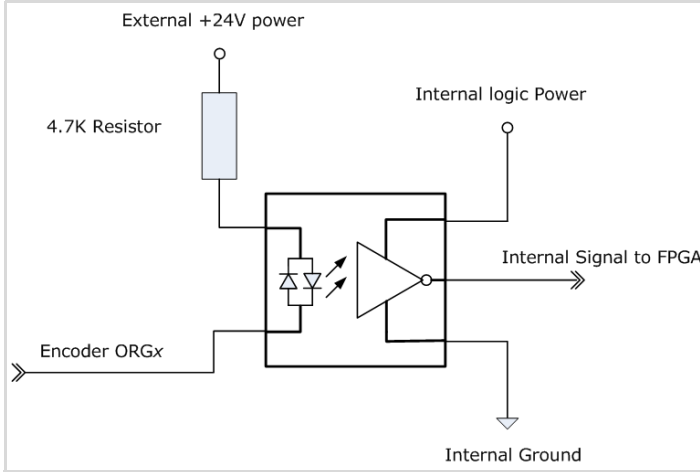 External +24V power
Internal logic Power
4.7K Resistor
Internal Signal to FPGA
Encoder ORGx
Internal Ground